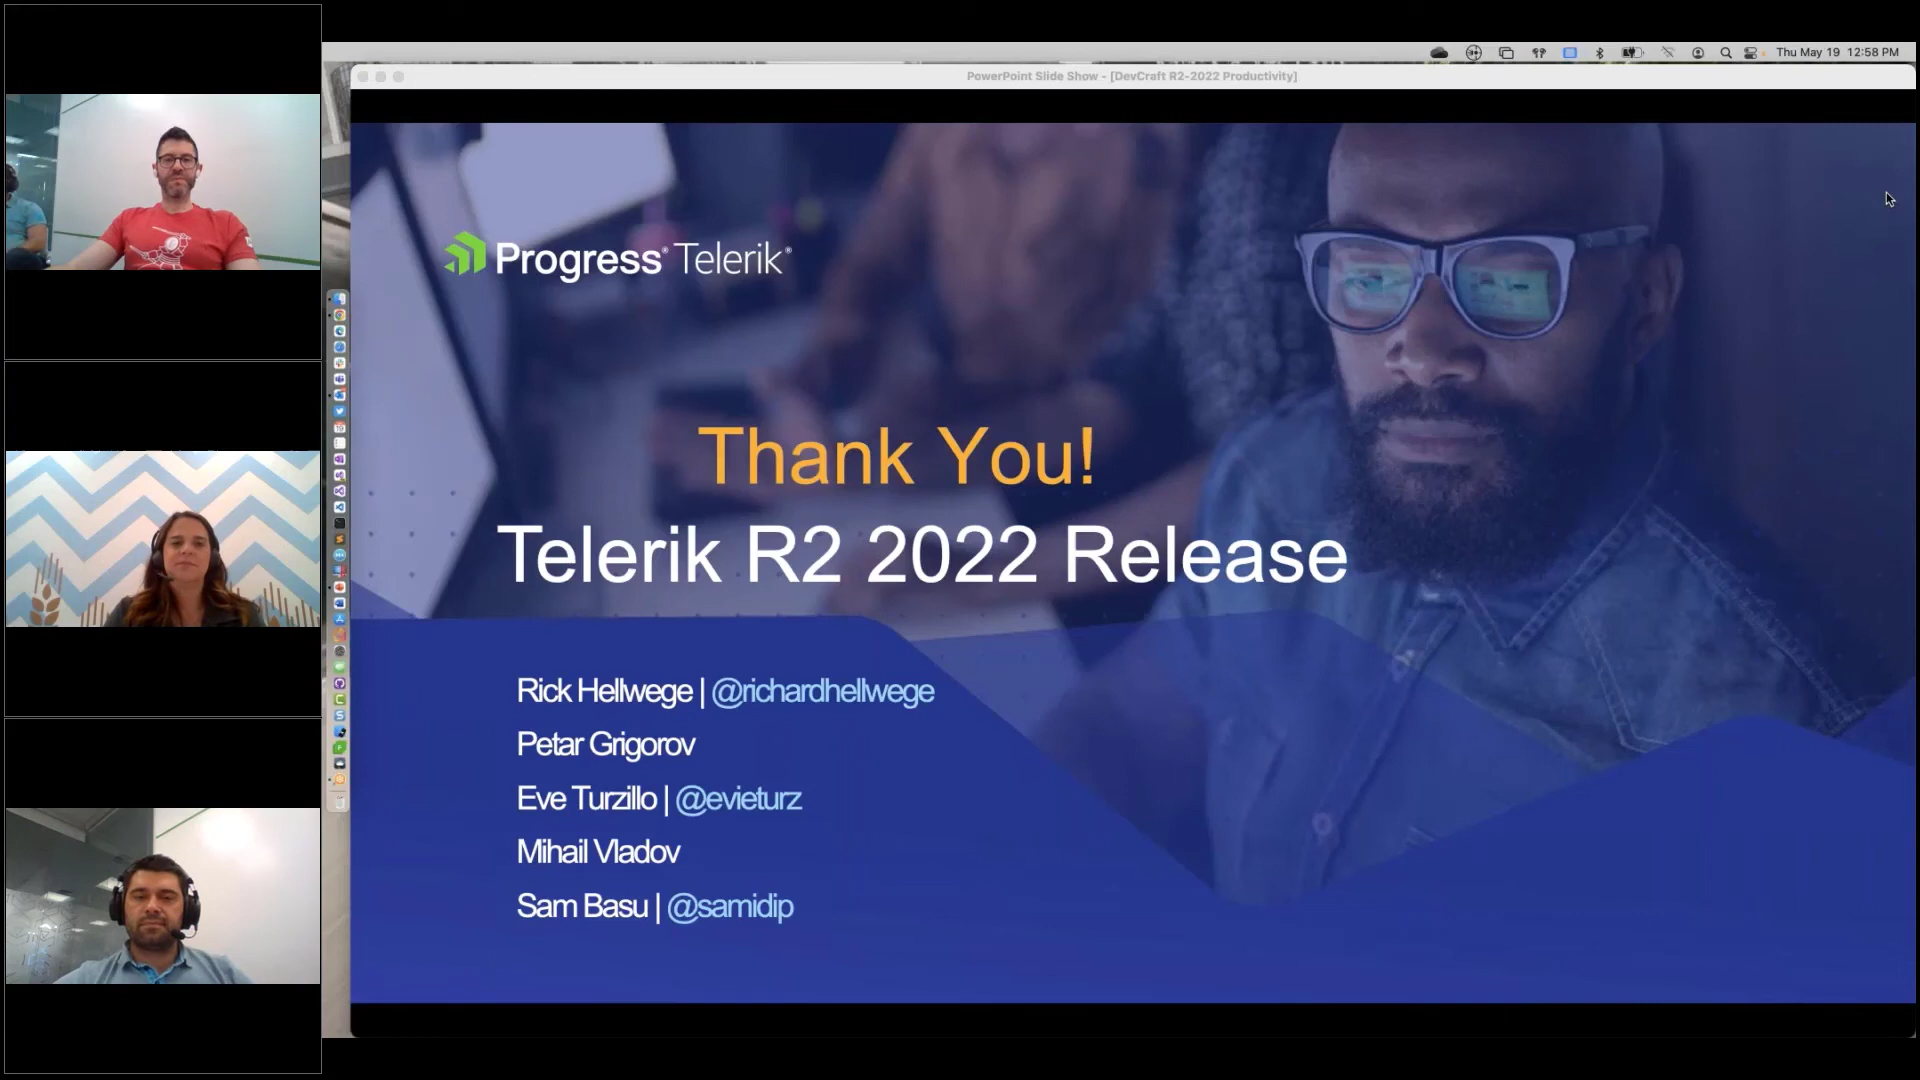 Thu May 19 12:58 PM
PowerPoint Slide Show - [DevCraft R2-2022 Productivity]
Progress® Telerik®
Thank You!
Telerik R2 2022 Release
Rick Hellwege | @richardhellwege
Petar Grigorov
Eve Turzillo | @evieturz
Mihail Vladov
Sam Basu | @samidip